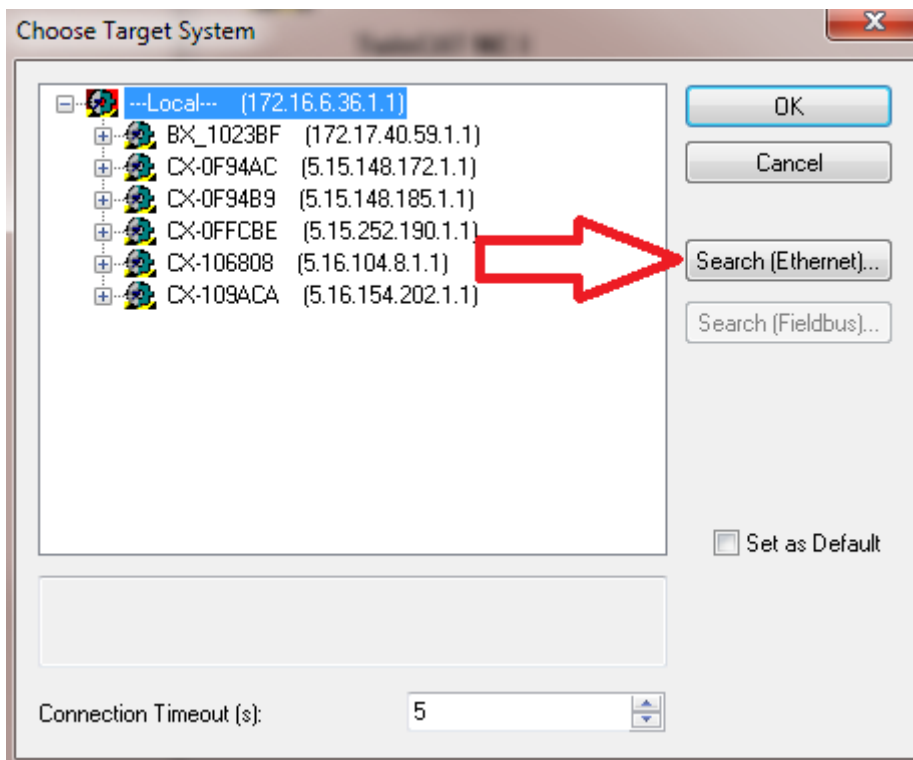 Choose Target System
---Local--- (172.16.6.36.1.1)
BX_1023BF (172.17.40.59.1.1)
CX-0F94AC (5.15.148.172.1.1)
CX-0F94B9 (5.15.148.185.1.1)
CX-0FFCBE (5.15.252.190.1.1)
CX-106808 (5.16.104.8.1.1)
CX-109ACA (5.16.154.202.1.1)
OK
Cancel
Search (Ethernet)...
Search (Fieldbus)...
Set as Default
Connection Timeout (s): 5